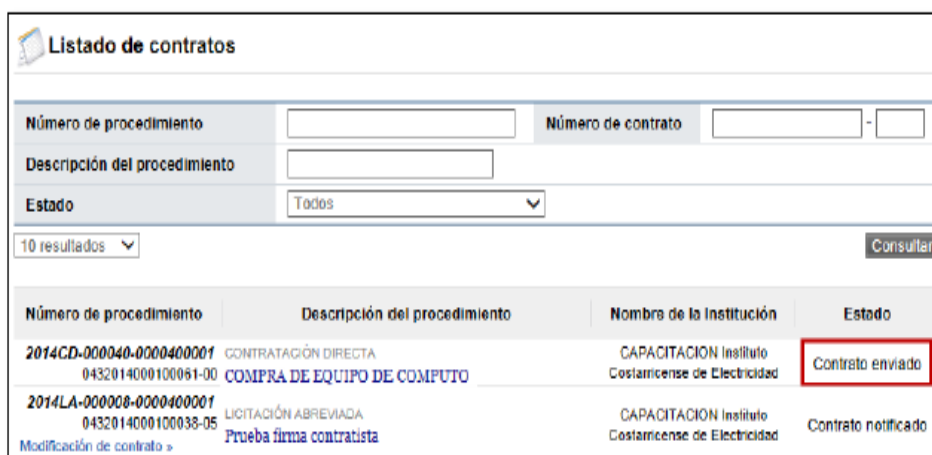 Listado de contratos
Número de procedimiento Número de contrato -
Descripción del procedimiento
Estado Todos
10 resultados Consultar
Número de procedimiento Descripción del procedimiento Nombre de la Institución Estado
2014CD-000040-0000400001 CONTRATACIÓN DIRECTA CAPACITACION Instituto
0432014000100061-00 COMPRA DE EQUIPO DE COMPUTO Costarricense de Electricidad Contrato enviado
2014LA-000008-0000400001 LICITACIÓN ABREVIADA CAPACITACION Instituto
0432014000100038-05 Prueba firma contratista Costarricense de Electricidad Contrato notificado
Modificación de contrato »